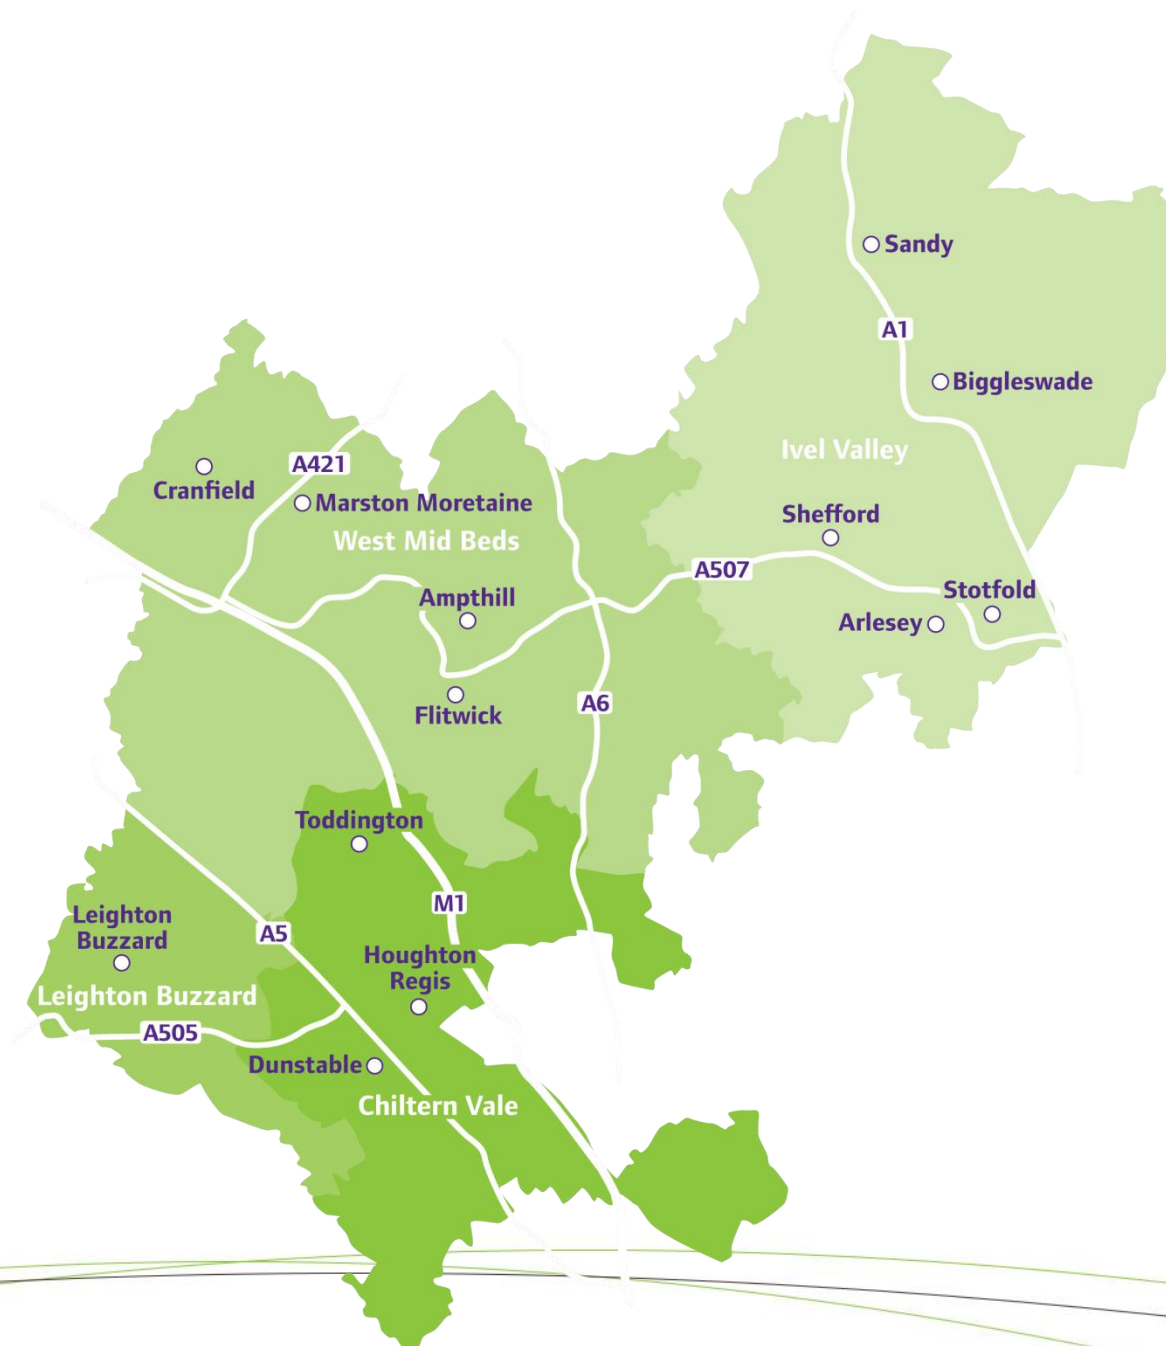 Sandy
A1
Biggleswade
Ivel Valley
A421
Cranfield
Marston Moretaine
Shefford
West Mid Beds
A507
Stotfold
Ampthill
Arlesey
A6
Flitwick
Toddington
M1
Leighton
Buzzard
A5
Houghton
Regis
Leighton Buzzard
A505
Dunstable
Chiltern Vale